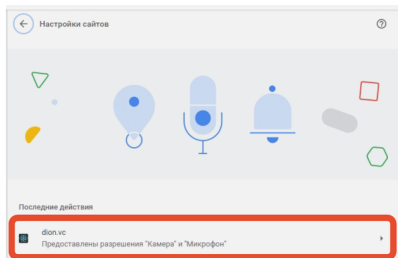 Настройки сайтов
Последние действия
dion.vc
Предоставлены разрешения "Камера" и "Микрофон"